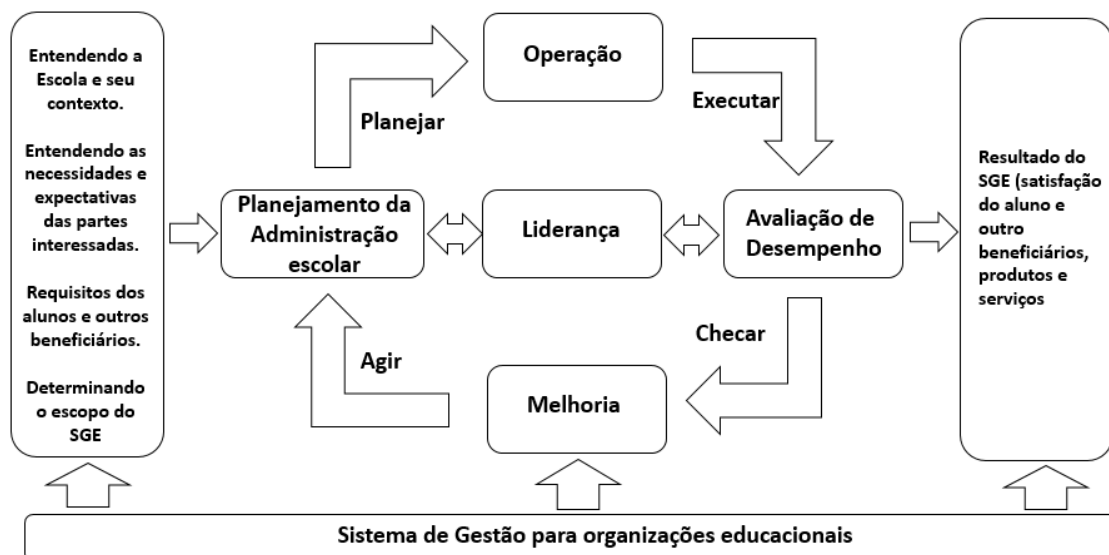 Entendendo a
Escola e seu
contexto.
Entendendo as
necessidades e
expectativas
das partes
interessadas.
Requisitos dos
alunos e outros
beneficiários.
Determinando
o escopo do
SGE
Planejar
Operação
Executar
Planejamento da
Administração
escolar
Liderança
Avaliação de
Desempenho
Agir
Melhoria
Checar
Resultado do
SGE (satisfação
do aluno e
outro
beneficiários,
produtos e
serviços
Sistema de Gestão para organizações educacionais